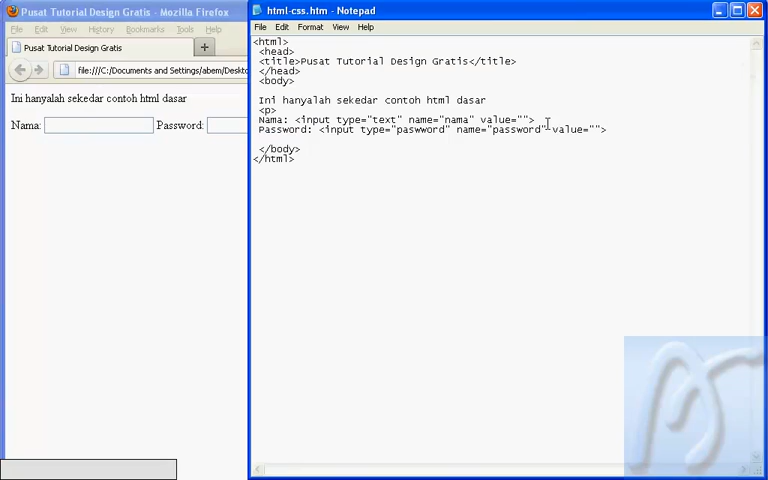 Pusat Tutorial Design Gratis - Mozilla Firefox
File Edit View History Bookmarks Tools Help
Pusat Tutorial Design Gratis
file:///C:/Documents and Settings/abem/Deskto
Ini hanyalah sekedar contoh html dasar
Nama: Password:
html-css.htm - Notepad
File Edit Format View Help
<html>
<head>
<title>Pusat Tutorial Design Gratis</title>
</head>
<body>
Ini hanyalah sekedar contoh html dasar
<p>
Nama: <input type="text" name="nama" value="">
Password: <input type="paswword" name="password" value="">
</body>
</html>